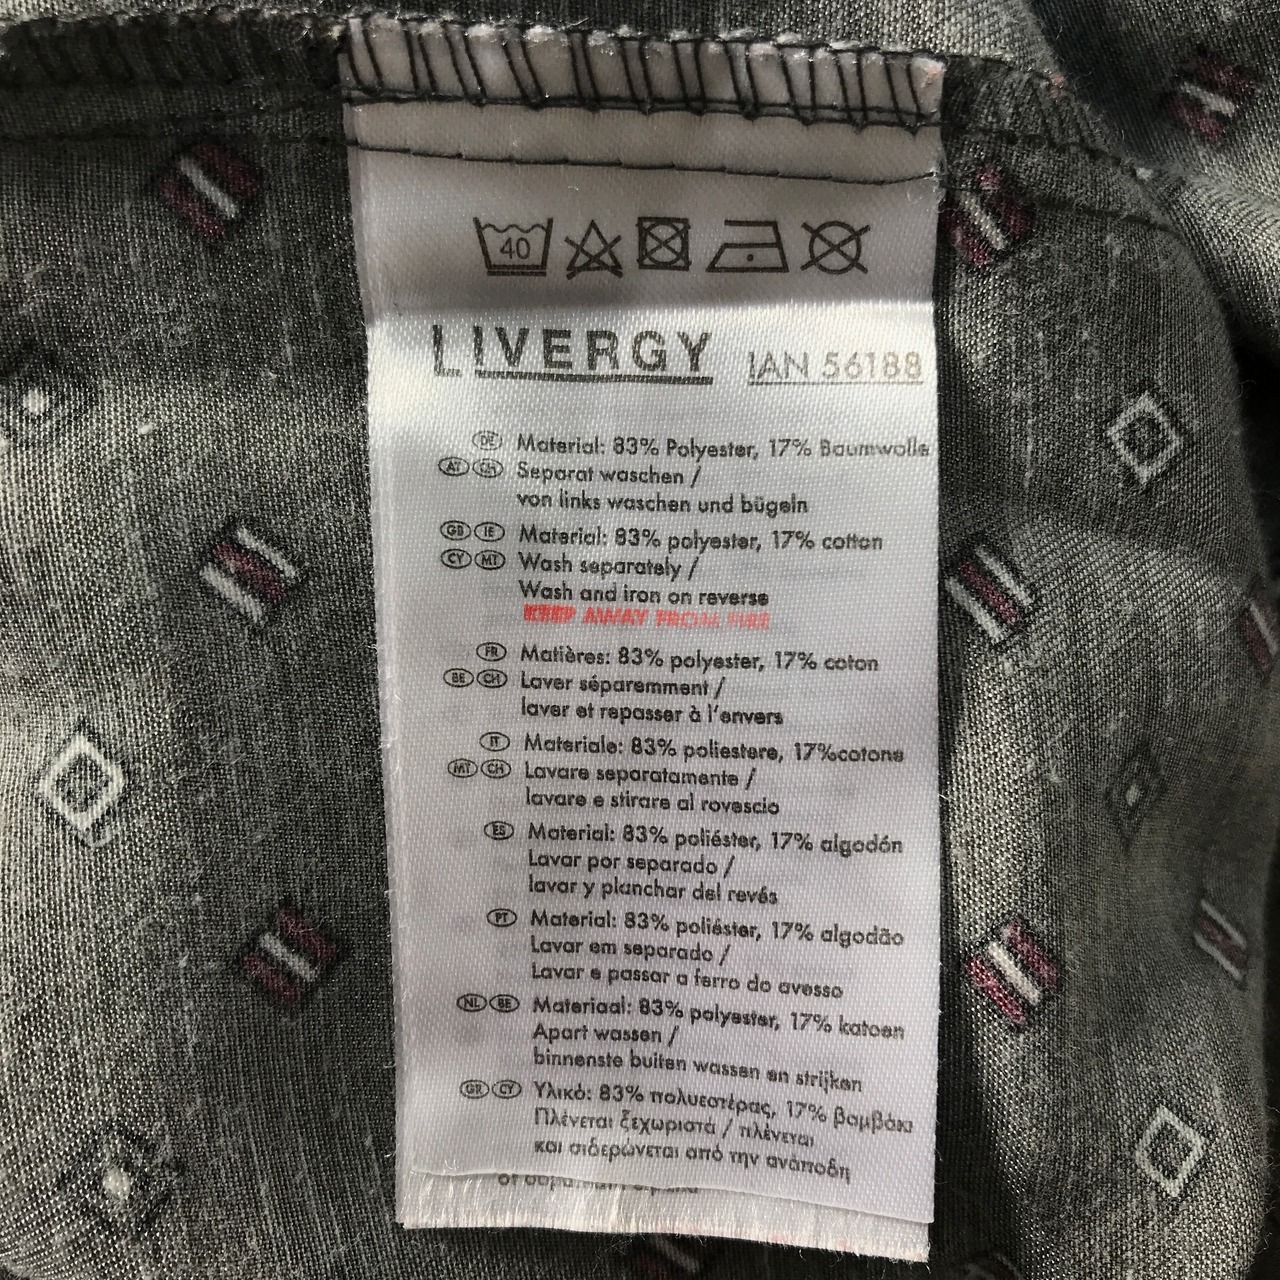 40
LIVERGY IAN 56188
DE Material: 83% Polyester, 17% Baumwolle
AT CH Separat waschen /
von links waschen und bügeln
GB IE Material: 83% polyester, 17% cotton
CY MT Wash separately /
Wash and iron on reverse
KEEP AWAY FROM FIRE
FR Matières: 83% polyester, 17% coton
BE CH Laver séparemment /
laver et repasser à l'envers
IT Materiale: 83% poliestere, 17%cotone
MT CH Lavare separatamente /
lavare e stirare al rovescio
ES Material: 83% poliéster, 17% algodón
Lavar por separado /
lavar y planchar del revés
PT Material: 83% poliéster, 17% algodão
Lavar em separado /
Lavar e passar a ferro do avesso
NL BE Materiaal: 83% polyester, 17% katoen
Apart wassen /
binnenste buiten wassen en strijken
GR CY Υλικό: 83% πολυεστέρας, 17% βαμβάκι
Πλένεται ξεχωριστά / πλένεται
και σιδερώνεται από την ανάποδη